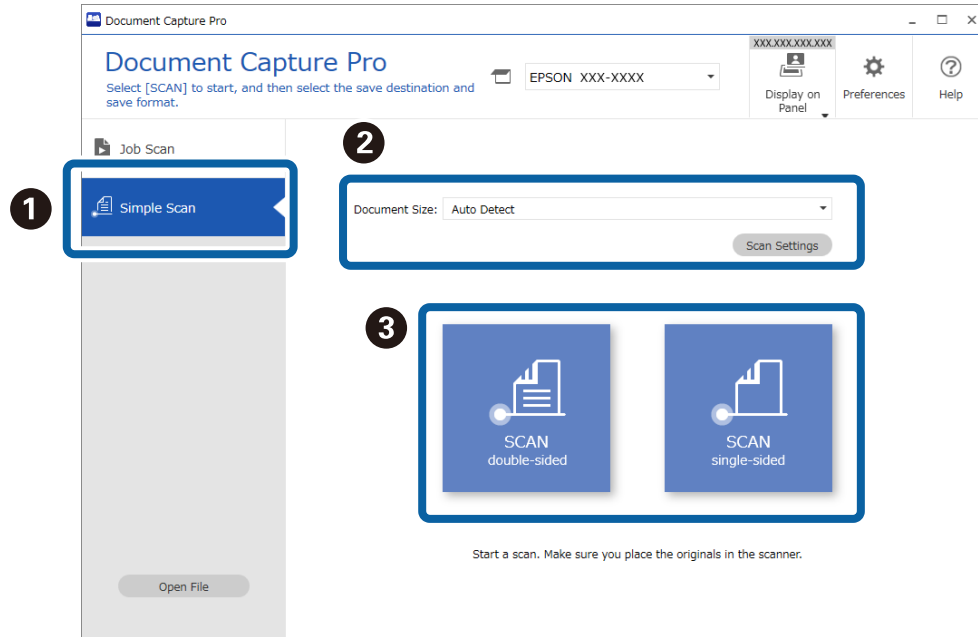 Document Capture Pro
Document Capture Pro
Select [SCAN] to start, and then select the save destination and
save format.
EPSON XXX-XXXX
XXX.XXX.XXX.XXX
Display on
Panel
Preferences
Help
Job Scan
1
Simple Scan
2
Document Size: Auto Detect
Scan Settings
3
SCAN
double-sided
SCAN
single-sided
Start a scan. Make sure you place the originals in the scanner.
Open File